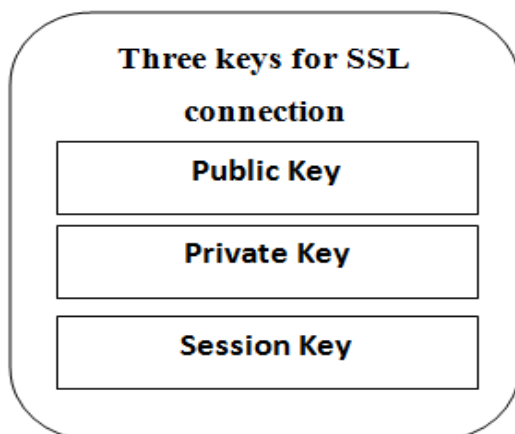 Three keys for SSL
connection
Public Key
Private Key
Session Key